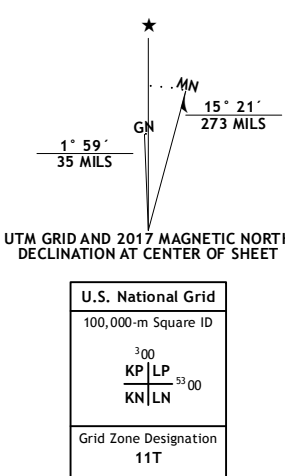 ★
MN
15° 21´
273 MILS
GN
1° 59´
35 MILS
UTM GRID AND 2017 MAGNETIC NORTH
DECLINATION AT CENTER OF SHEET
U.S. National Grid
100,000-m Square ID
³00
KP LP
⁵³00
KN LN
Grid Zone Designation
11T